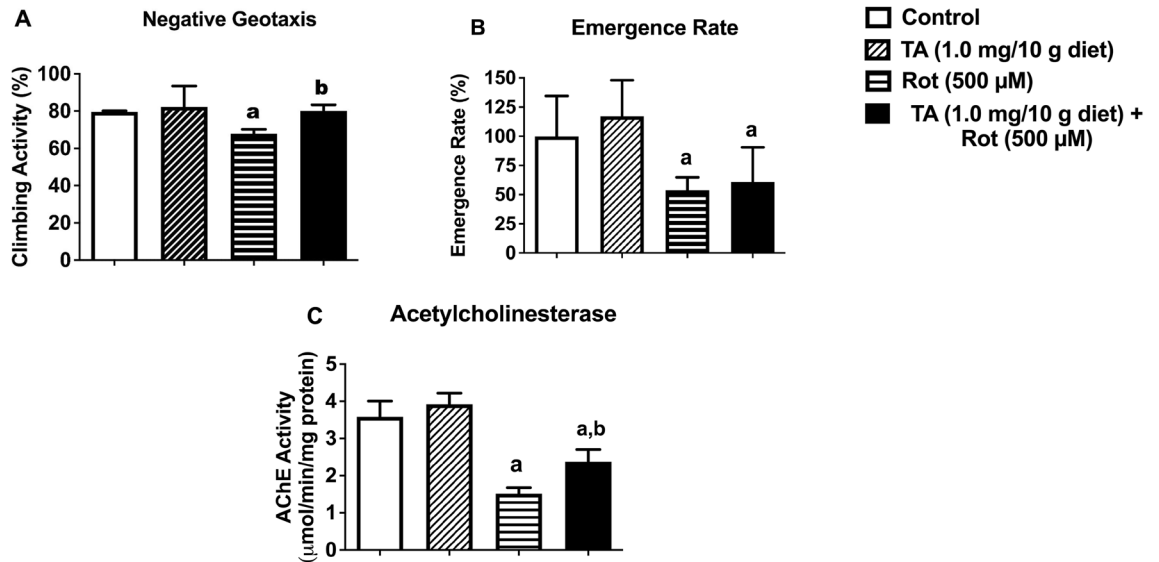 A
Negative Geotaxis
Climbing Activity (%)
100
80
60
40
20
0
a
b
B
Emergence Rate
Emergence Rate (%)
150
125
100
75
50
25
0
a
a
Control
TA (1.0 mg/10 g diet)
Rot (500 µM)
TA (1.0 mg/10 g diet) +
Rot (500 µM)
C
Acetylcholinesterase
AChE Activity
(µmol/min/mg protein)
5
4
3
2
1
0
a
a,b